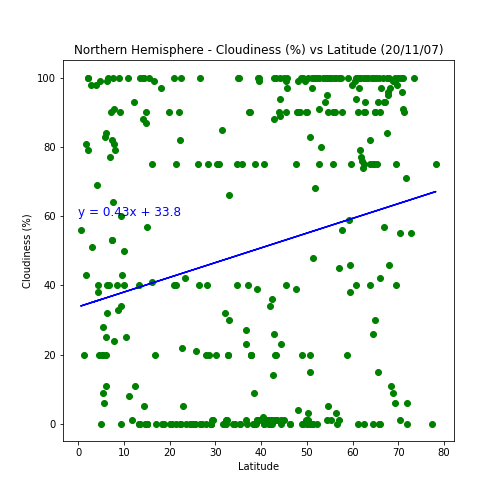 Northern Hemisphere - Cloudiness (%) vs Latitude (20/11/07)
Cloudiness (%)
100
80
60
40
20
0
y = 0.43x + 33.8
0 10 20 30 40 50 60 70 80
Latitude